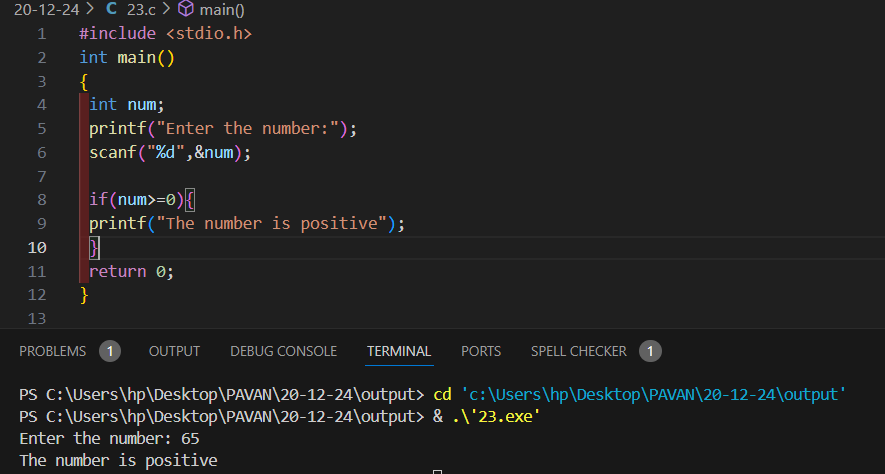 20-12-24 > C 23.c > main()
1 #include <stdio.h>
2 int main()
3 {
4 int num;
5 printf("Enter the number:");
6 scanf("%d",&num);
7
8 if(num>=0){
9 printf("The number is positive");
10 }
11 return 0;
12 }
13
PROBLEMS 1 OUTPUT DEBUG CONSOLE TERMINAL PORTS SPELL CHECKER 1
PS C:\Users\hp\Desktop\PAVAN\20-12-24\output> cd 'c:\Users\hp\Desktop\PAVAN\20-12-24\output'
PS C:\Users\hp\Desktop\PAVAN\20-12-24\output> & .\'23.exe'
Enter the number: 65
The number is positive